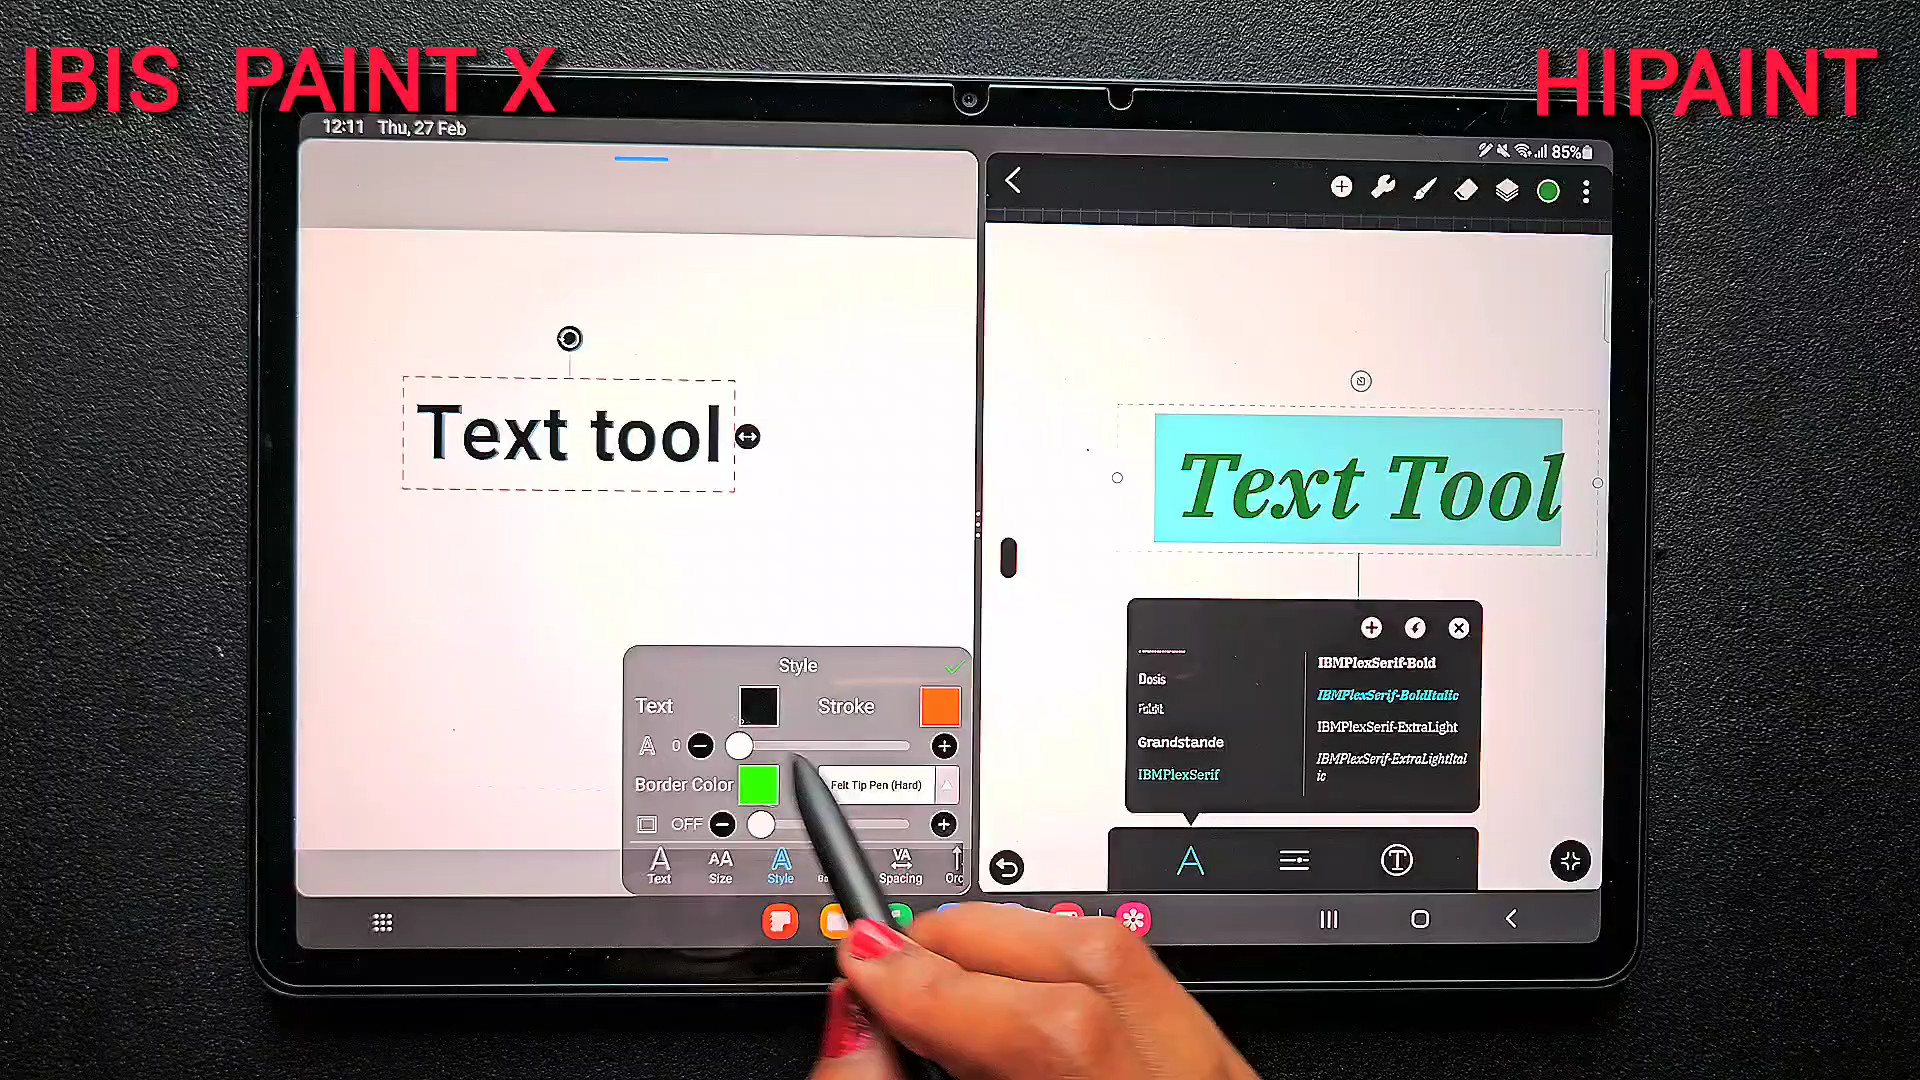 IBIS PAINT X
HIPAINT
12:11 Thu, 27 Feb
85%
Text tool
Text Tool
Style
Text
Stroke
A 0
Border Color
Felt Tip Pen (Hard)
OFF
Text
Size
Style
Spacing
VA
AA
Dosis
Grandstande
IBMPlexSerif
IBMPlexSerif-Bold
IBMPlexSerif-BoldItalic
IBMPlexSerif-ExtraLight
IBMPlexSerif-ExtraLightItal
ic